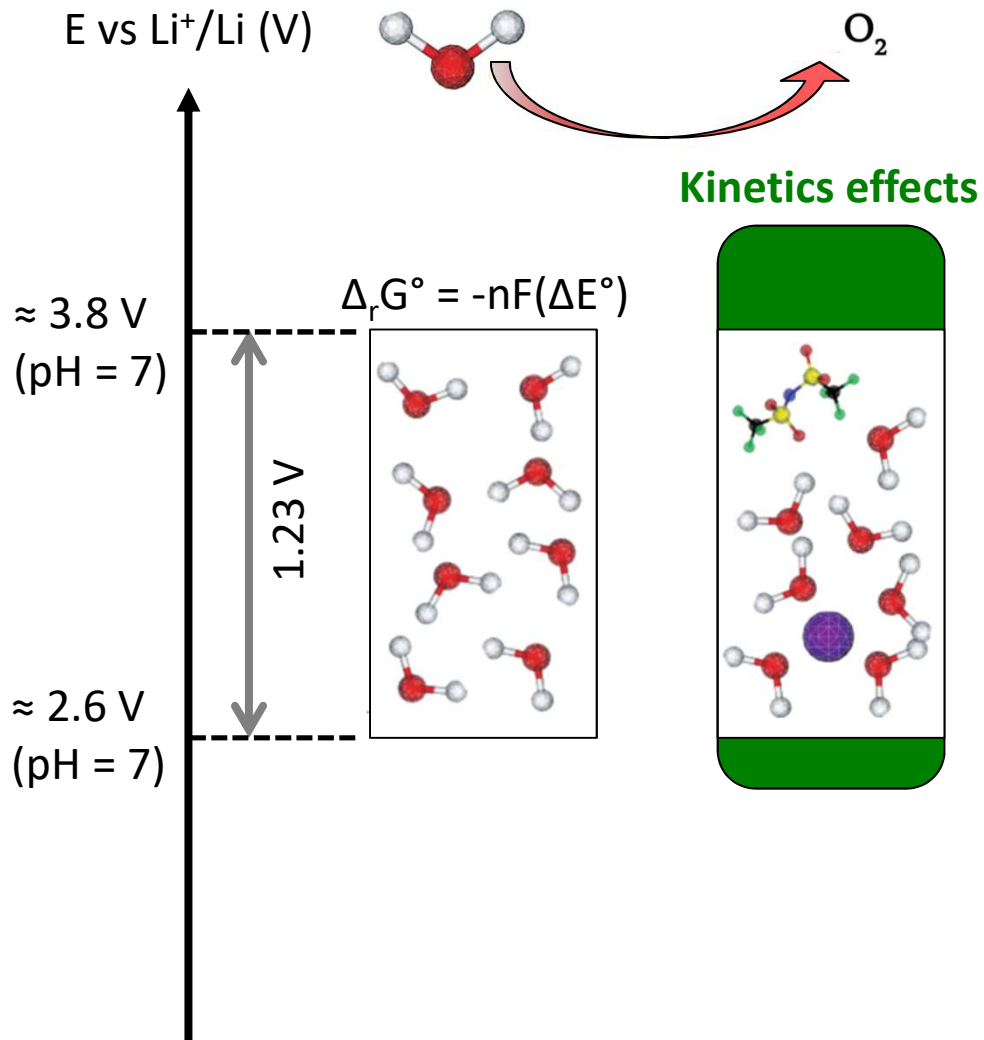 E vs Li⁺/Li (V)
O₂
Kinetics effects
ΔᵣG° = -nF(ΔE°)
≈ 3.8 V
(pH = 7)
1.23 V
≈ 2.6 V
(pH = 7)